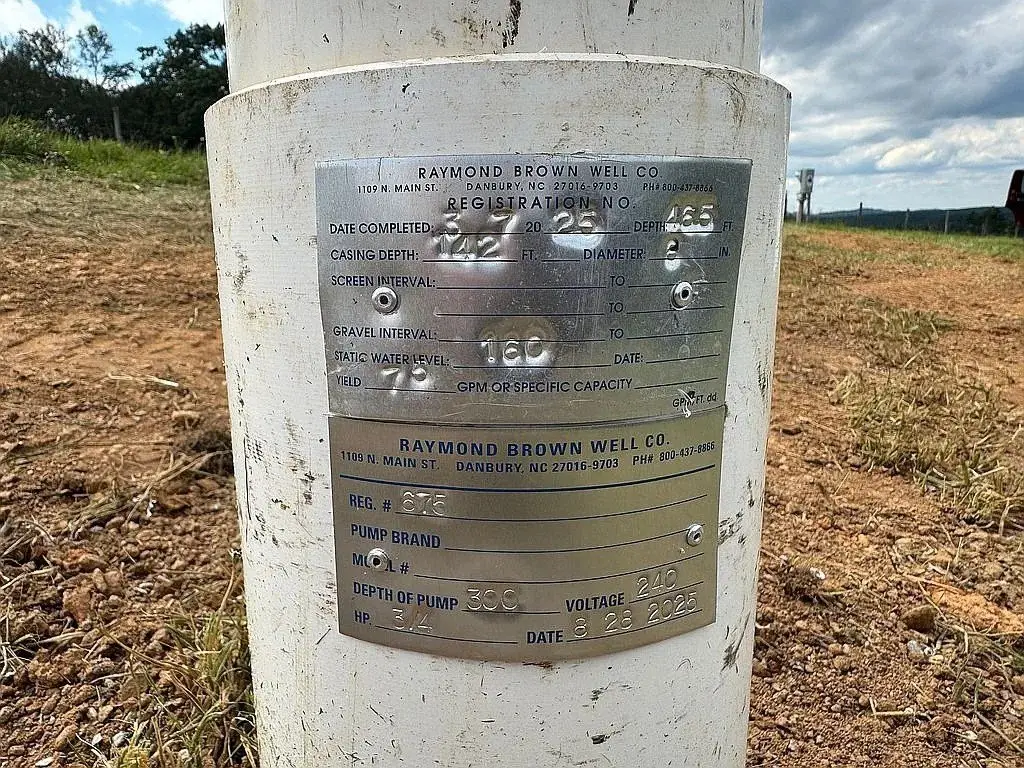 RAYMOND BROWN WELL CO.
1109 N. MAIN ST. DANBURY, NC 27016-9703 PH# 800-437-8866
REGISTRATION NO.
DATE COMPLETED: 3 7 20 25 DEPTH 465 FT.
CASING DEPTH: 142 FT. DIAMETER: IN.
SCREEN INTERVAL: TO
TO
GRAVEL INTERVAL: TO
STATIC WATER LEVEL: 160 DATE:
YIELD 75 GPM OR SPECIFIC CAPACITY
GPM/FT. dd
RAYMOND BROWN WELL CO.
1109 N. MAIN ST. DANBURY, NC 27016-9703 PH# 800-437-8866
REG. # 675
PUMP BRAND
#
DEPTH OF PUMP 300 VOLTAGE 240
HP. 3/4 DATE 8 28 2025